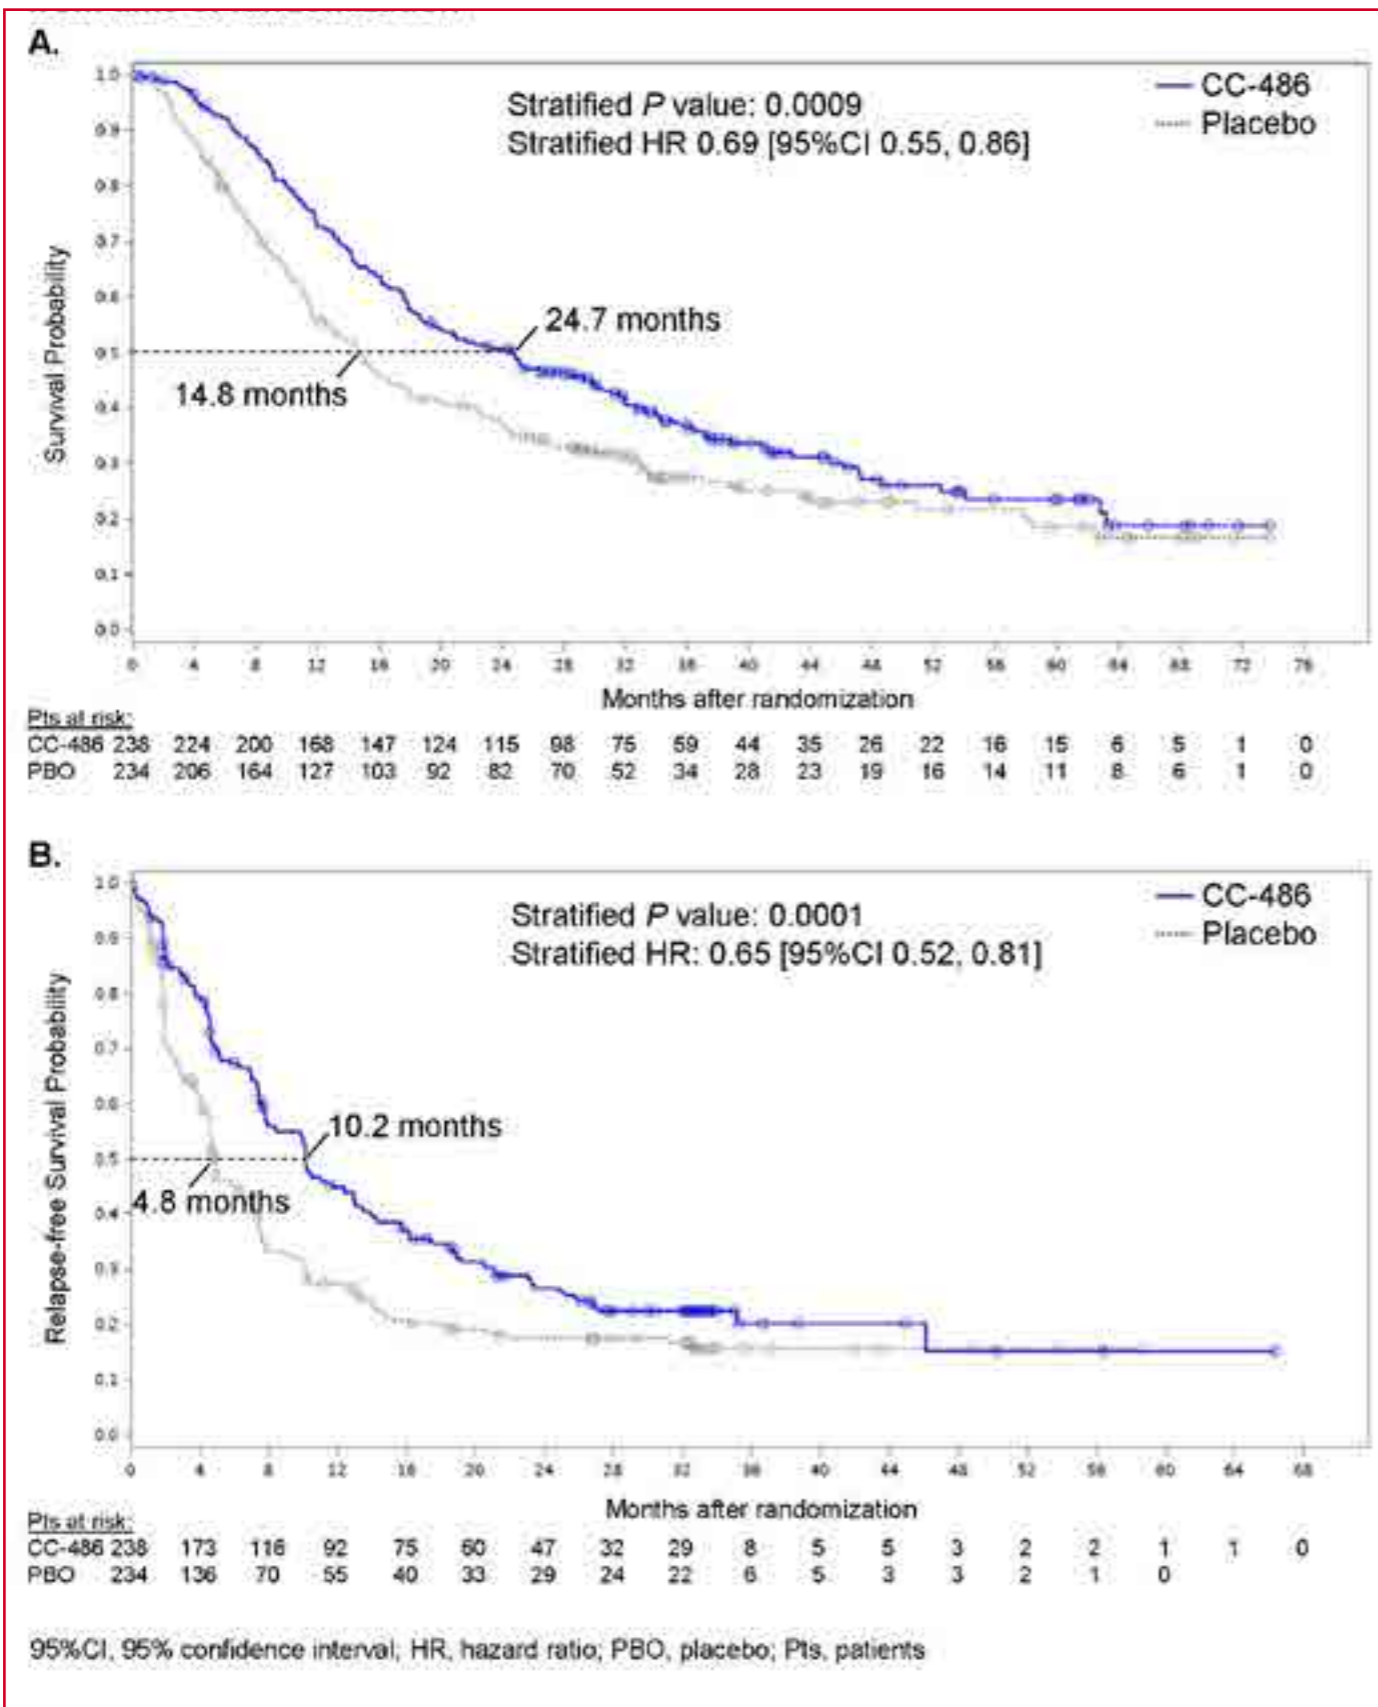 A.
CC-486
Placebo
Stratified P value: 0.0009
Stratified HR 0.69 [95%CI 0.55, 0.86]
1.0
0.9
0.8
0.7
0.6
0.5
0.4
0.3
0.2
0.1
0.0
Survival Probability
24.7 months
14.8 months
0 4 8 12 16 20 24 28 32 36 40 44 48 52 56 60 64 68 72 76
Months after randomization
Pts at risk:
CC-486 238 224 200 168 147 124 115 98 75 59 44 35 26 22 16 15 6 5 1 0
PBO 234 206 164 127 103 92 82 70 52 34 28 23 19 16 14 11 8 6 1 0
B.
CC-486
Placebo
Stratified P value: 0.0001
Stratified HR: 0.65 [95%CI 0.52, 0.81]
1.0
0.9
0.8
0.7
0.6
0.5
0.4
0.3
0.2
0.1
0.0
Relapse-free Survival Probability
10.2 months
4.8 months
0 4 8 12 16 20 24 28 32 36 40 44 48 52 56 60 64 68
Months after randomization
Pts at risk:
CC-486 238 173 116 92 75 60 47 32 29 8 5 5 3 2 2 1 1 0
PBO 234 136 70 55 40 33 29 24 22 6 5 3 3 2 1 0
95%CI, 95% confidence interval; HR, hazard ratio; PBO, placebo; Pts, patients